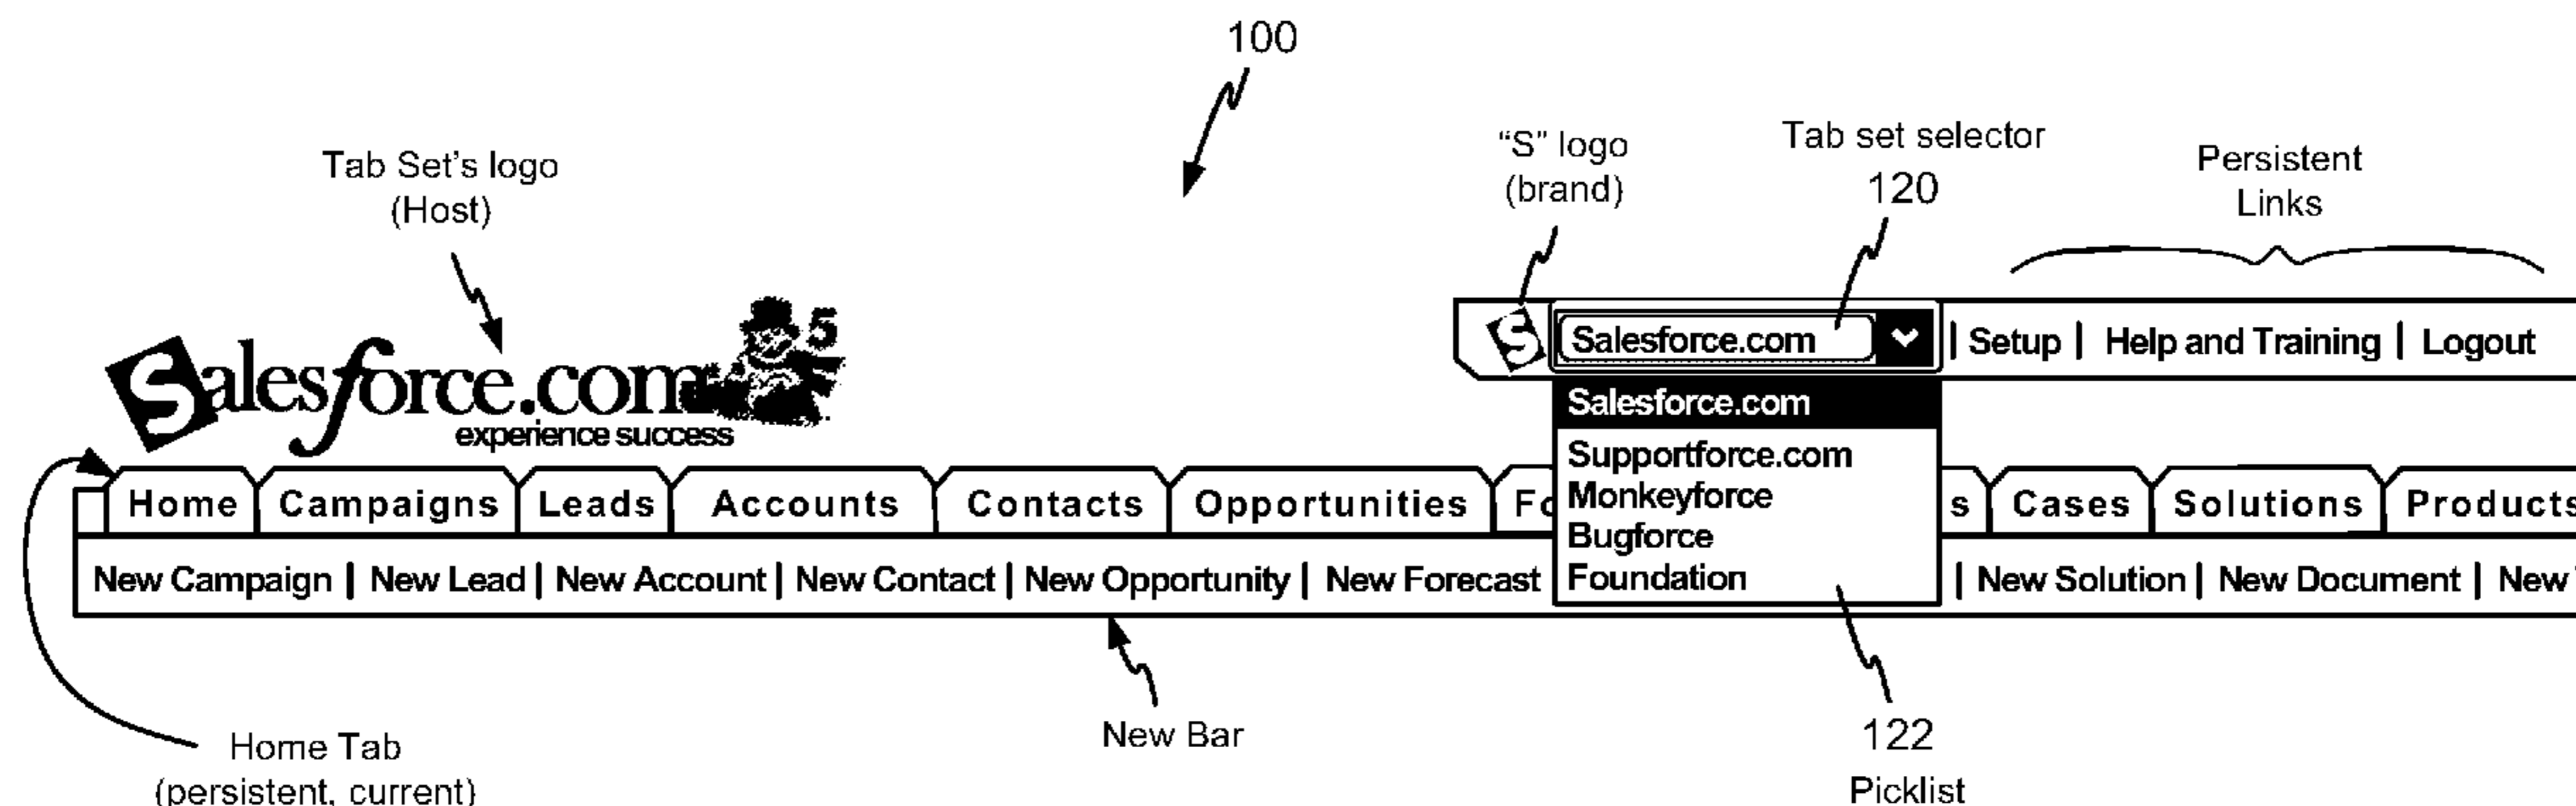 100
Tab Set's logo
(Host)
“S” logo
(brand)
Tab set selector
120
Persistent
Links
Salesforce.com
experience success
5
S
Salesforce.com
| Setup | Help and Training | Logout
Salesforce.com
Supportforce.com
Monkeyforce
Bugforce
Foundation
Home Campaigns Leads Accounts Contacts Opportunities Fo s Cases Solutions Products
New Campaign | New Lead | New Account | New Contact | New Opportunity | New Forecast | New Solution | New Document | New
Home Tab
(persistent, current)
New Bar
122
Picklist